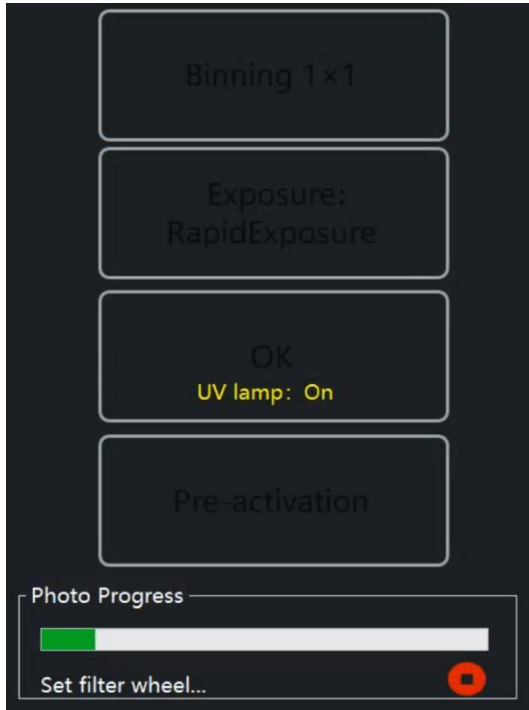 Binning 1×1
Exposure:
RapidExposure
OK
UV lamp: On
Pre-activation
Photo Progress
Set filter wheel...